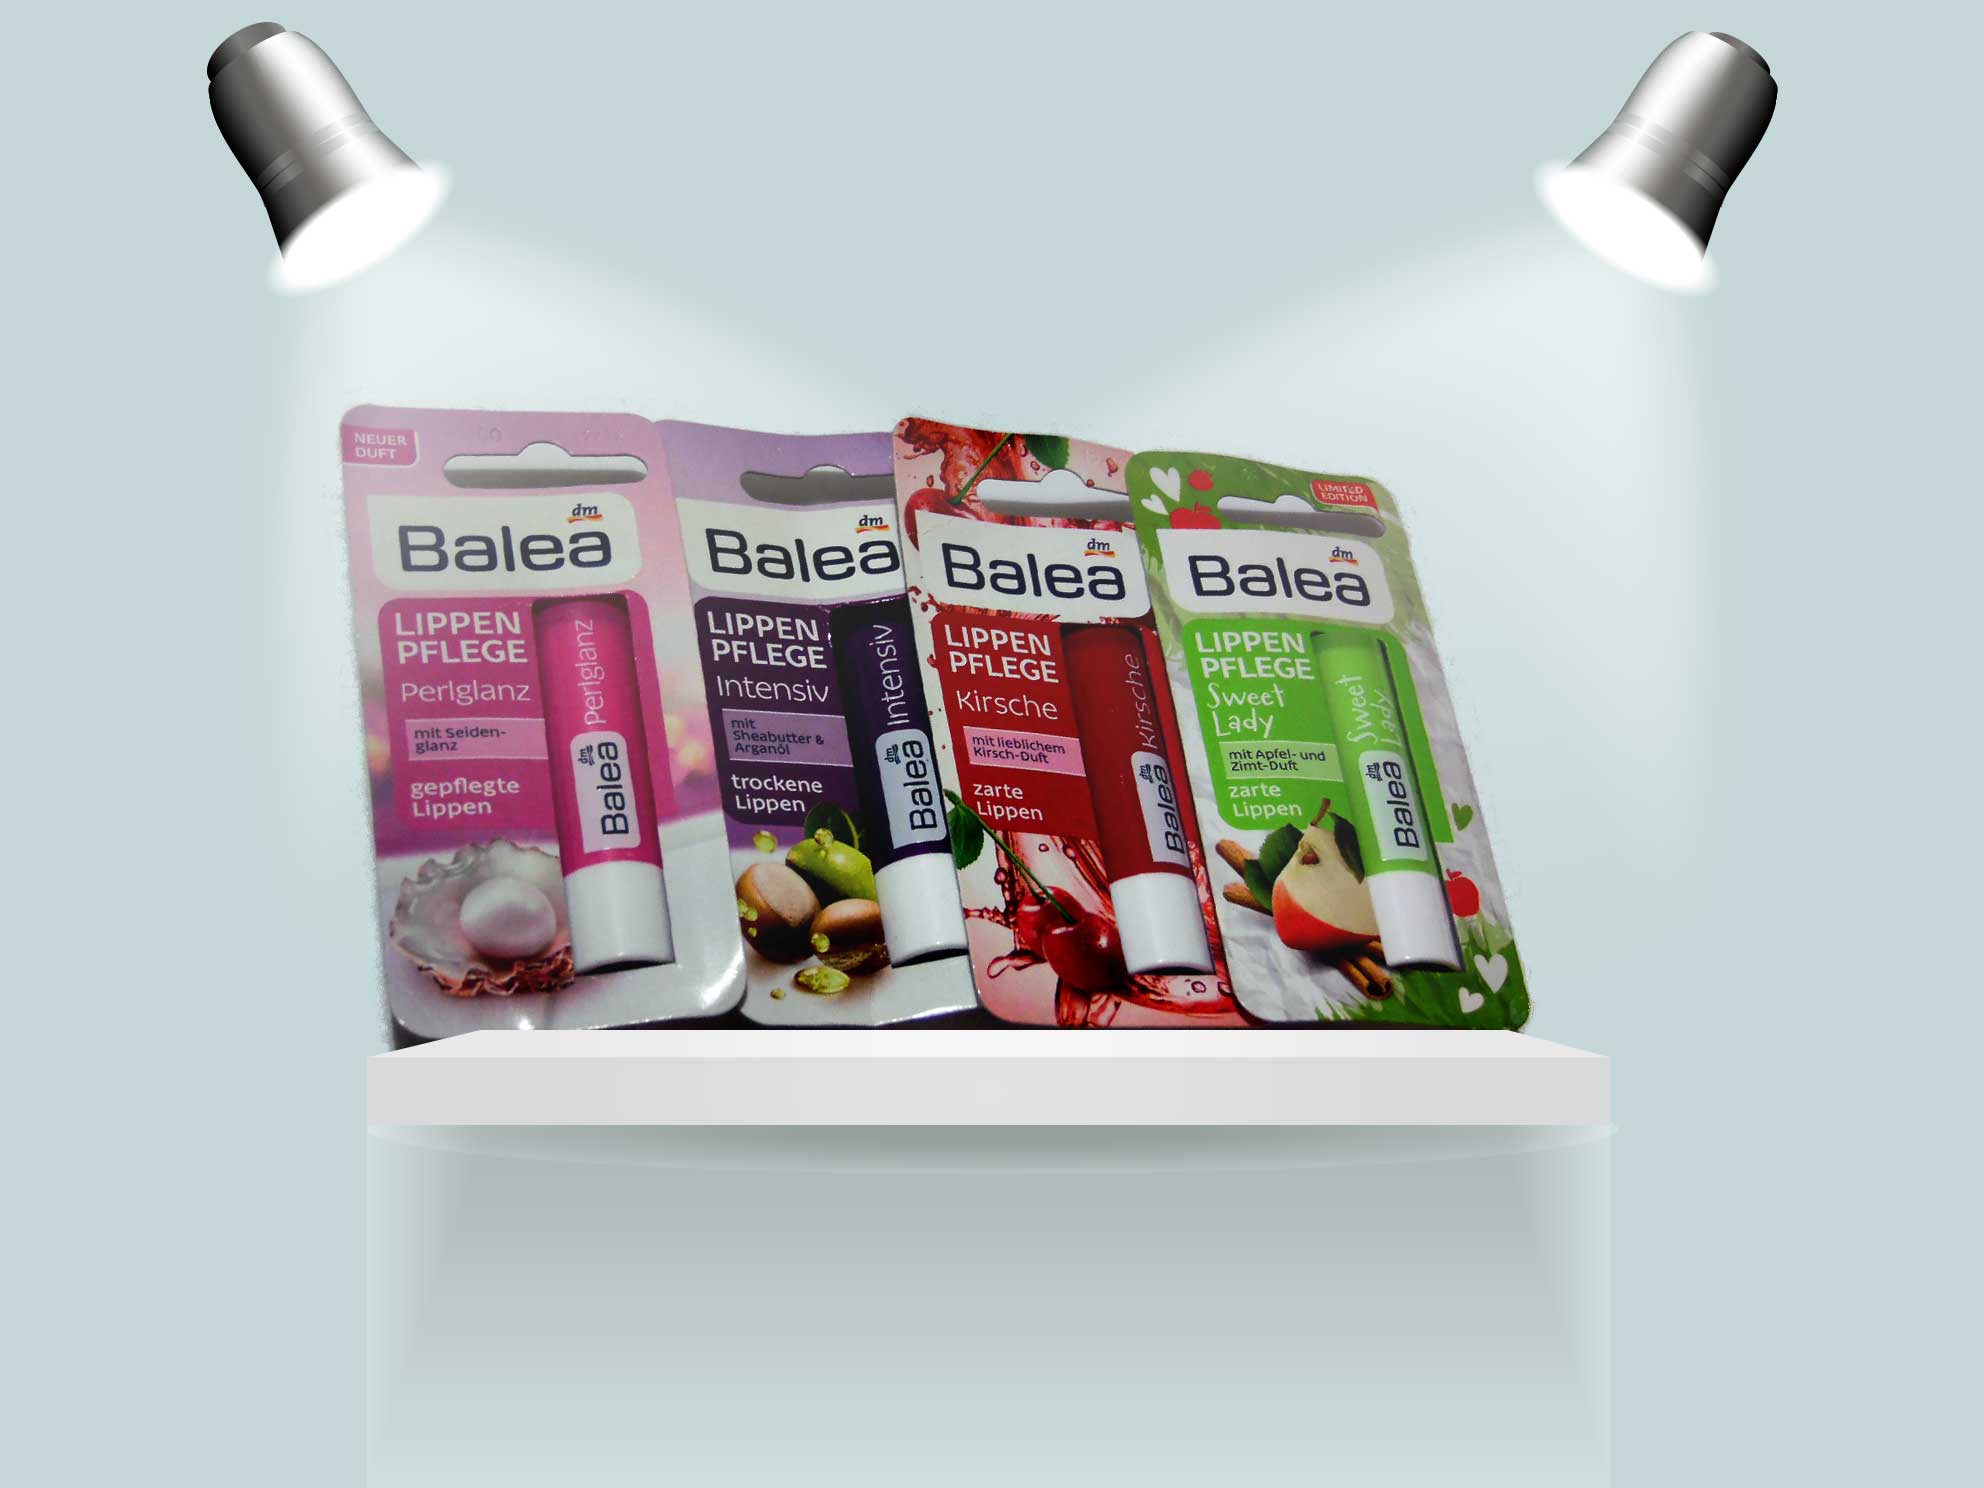 NEUER
DUFT
dm
Balea
LIPPEN
PFLEGE
Perlglanz
mit Seiden-
glanz
gepflegte
Lippen
Perlglanz
dm
Balea
dm
Balea
LIPPEN
PFLEGE
Intensiv
mit
Sheabutter &
Arganöl
trockene
Lippen
Intensiv
dm
Balea
dm
Balea
LIPPEN
PFLEGE
Kirsche
mit lieblichem
Kirsch-Duft
zarte
Lippen
Kirsche
dm
Balea
LIMITED
EDITION
dm
Balea
LIPPEN
PFLEGE
Sweet
Lady
mit Apfel- und
Zimt-Duft
zarte
Lippen
Sweet
Lady
dm
Balea